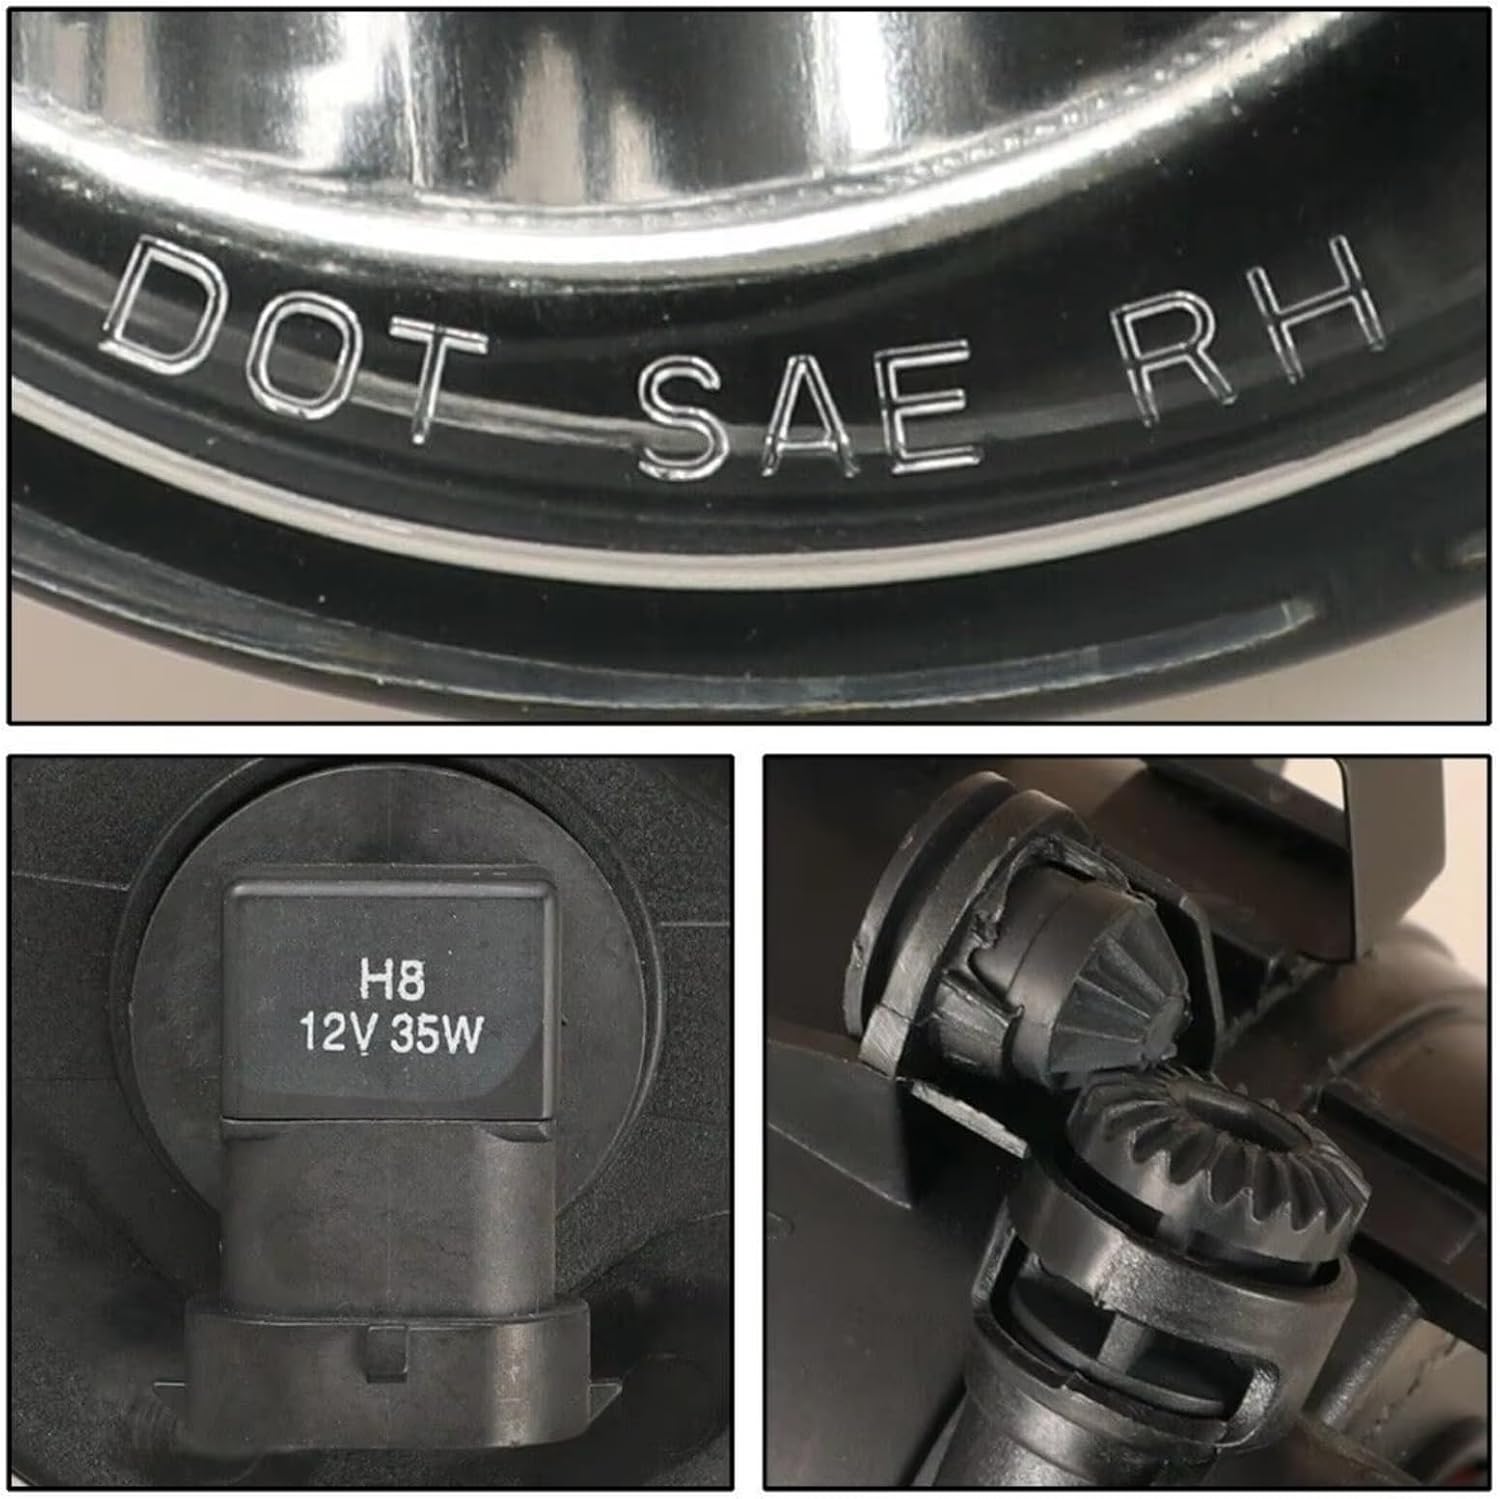 DOT SAE RH
H8
12V 35W